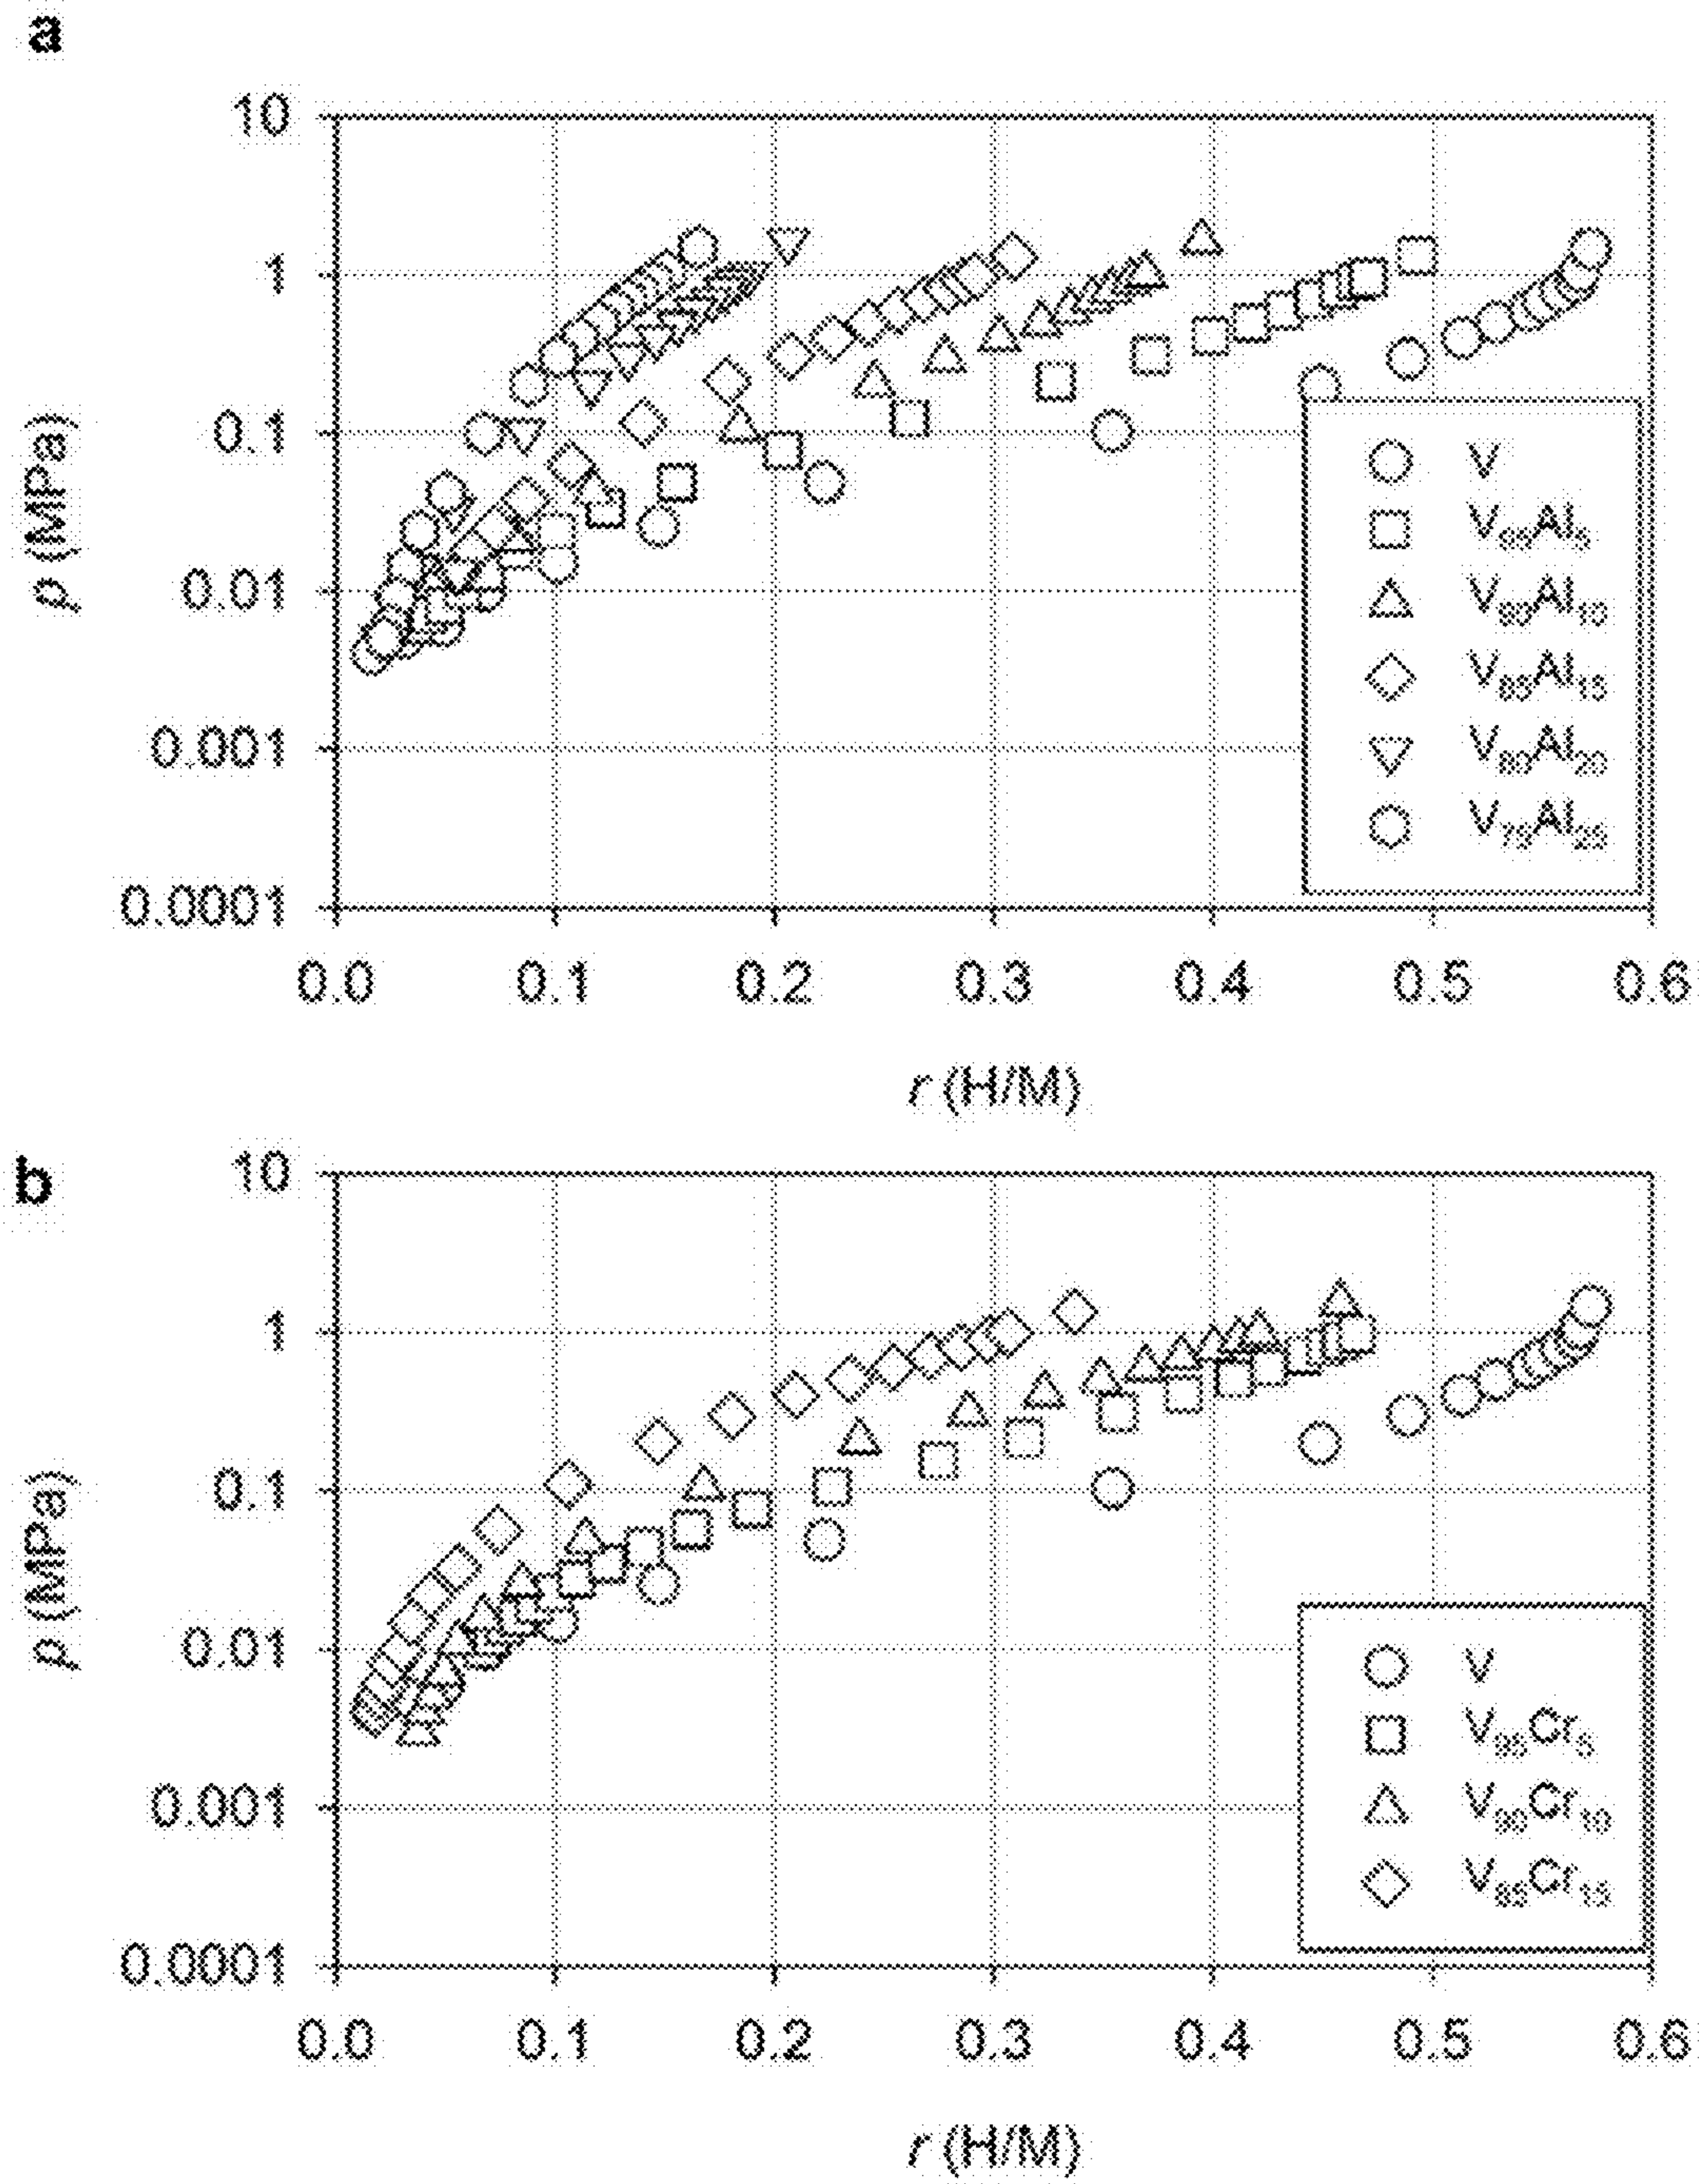 a
10
1
0.1
0.01
0.001
0.0001
p (MPa)
0.0 0.1 0.2 0.3 0.4 0.5 0.6
r (H/M)
V
V₉₅Al₅
V₉₀Al₁₀
V₈₅Al₁₅
V₈₀Al₂₀
V₇₅Al₂₅
b
10
1
0.1
0.01
0.001
0.0001
p (MPa)
0.0 0.1 0.2 0.3 0.4 0.5 0.6
r (H/M)
V
V₉₅Cr₅
V₉₀Cr₁₀
V₈₅Cr₁₅